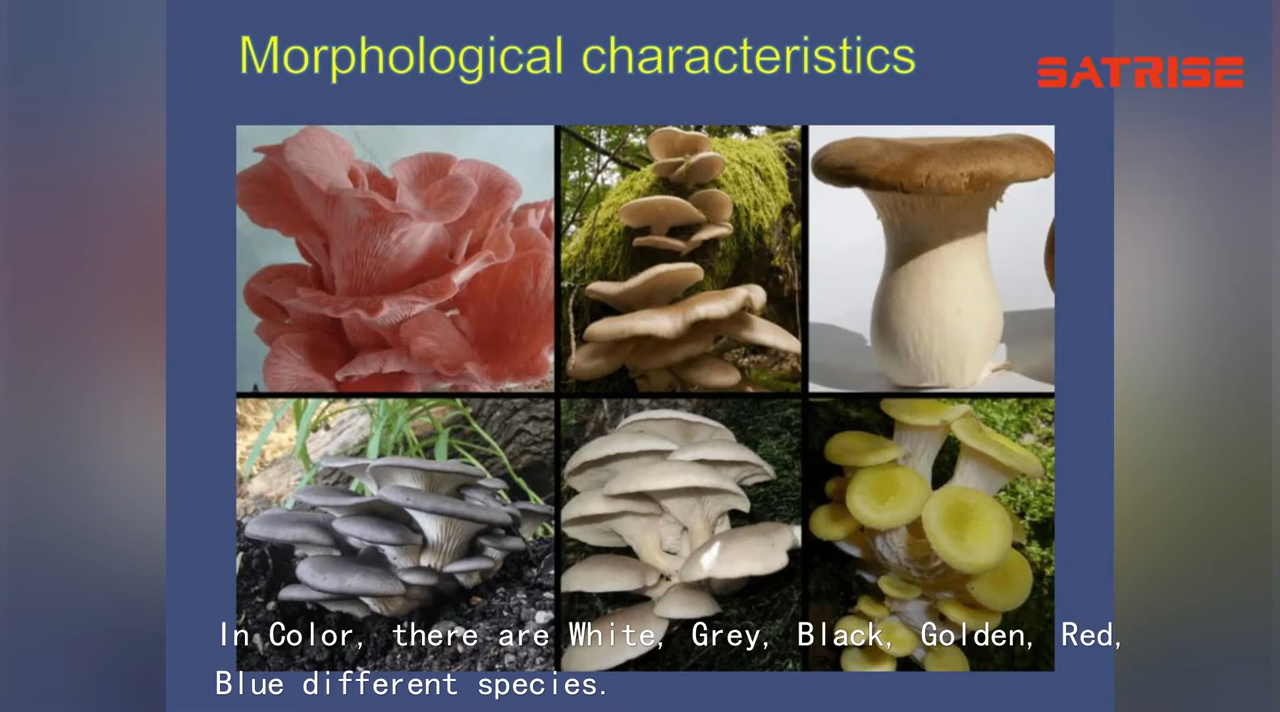 Morphological characteristics
SATRISE
In Color, there are White, Grey, Black, Golden, Red,
Blue different species.